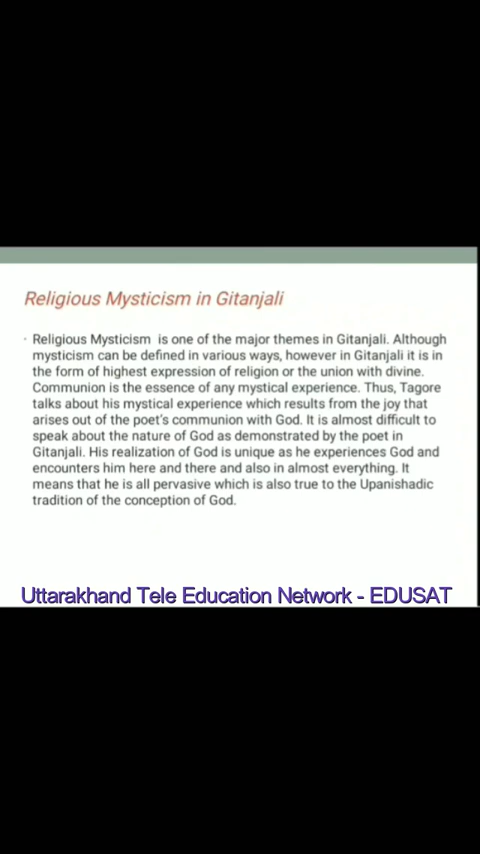 Religious Mysticism in Gitanjali
· Religious Mysticism is one of the major themes in Gitanjali. Although
mysticism can be defined in various ways, however in Gitanjali it is in
the form of highest expression of religion or the union with divine.
Communion is the essence of any mystical experience. Thus, Tagore
talks about his mystical experience which results from the joy that
arises out of the poet's communion with God. It is almost difficult to
speak about the nature of God as demonstrated by the poet in
Gitanjali. His realization of God is unique as he experiences God and
encounters him here and there and also in almost everything. It
means that he is all pervasive which is also true to the Upanishadic
tradition of the conception of God.
Uttarakhand Tele Education Network - EDUSAT